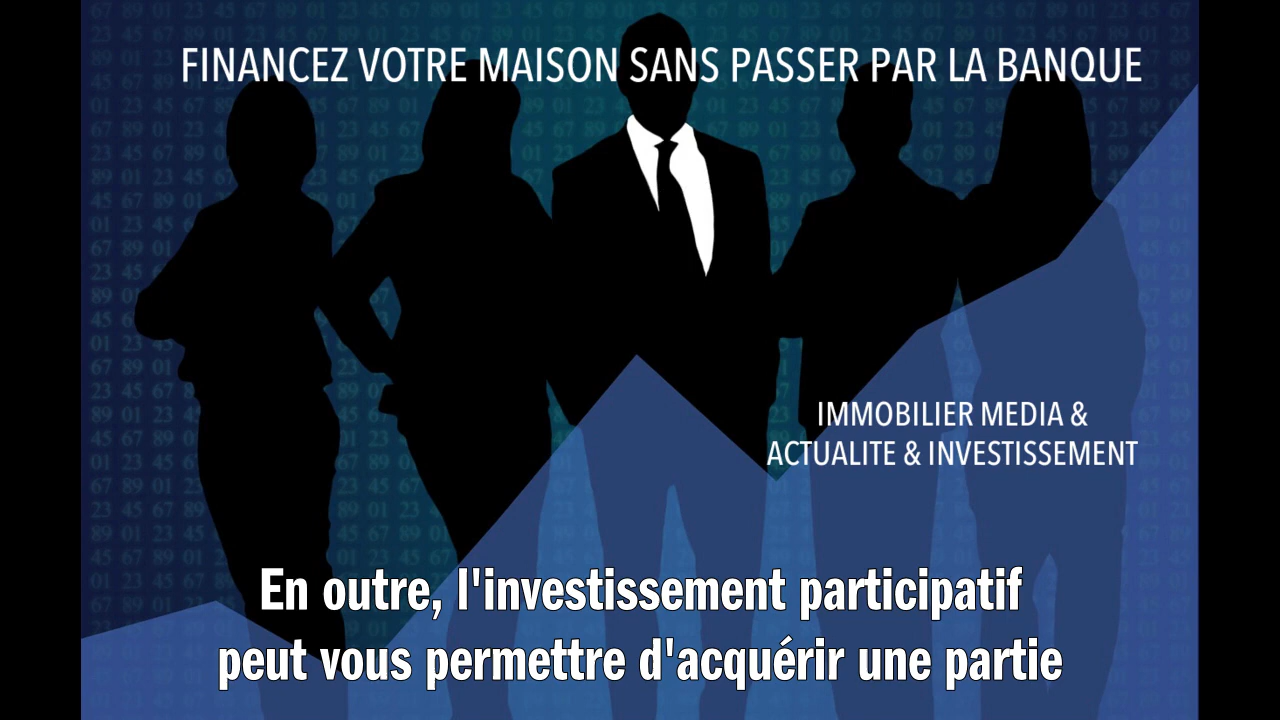 FINANCEZ VOTRE MAISON SANS PASSER PAR LA BANQUE
IMMOBILIER MEDIA &
ACTUALITE & INVESTISSEMENT
En outre, l'investissement participatif
peut vous permettre d'acquérir une partie